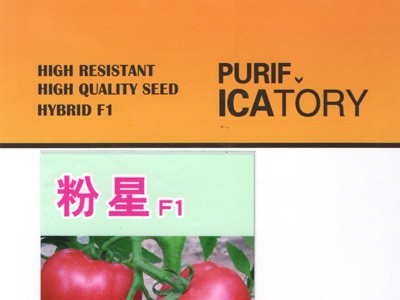 HIGH RESISTANT
HIGH QUALITY SEED
HYBRID F1
PURIF
ICATORY
粉星 F1